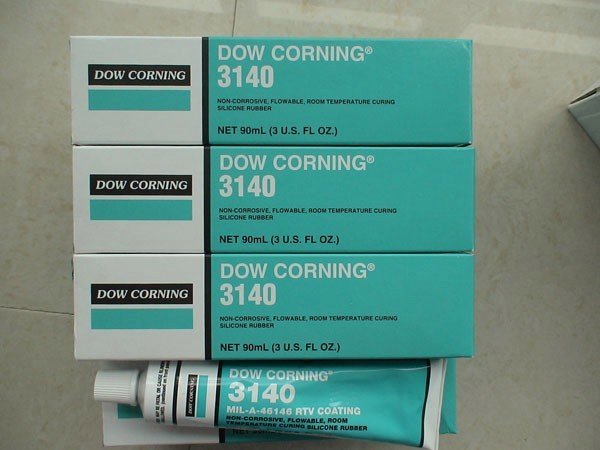 DOW CORNING
DOW CORNING®
3140
NON-CORROSIVE, FLOWABLE, ROOM TEMPERATURE CURING
SILICONE RUBBER
NET 90mL (3 U.S. FL OZ.)
DOW CORNING
DOW CORNING®
3140
NON-CORROSIVE, FLOWABLE, ROOM TEMPERATURE CURING
SILICONE RUBBER
NET 90mL (3 U.S. FL OZ.)
DOW CORNING
DOW CORNING®
3140
NON-CORROSIVE, FLOWABLE, ROOM TEMPERATURE CURING
SILICONE RUBBER
NET 90mL (3 U.S. FL OZ.)
DOW CORNING
DOW CORNING®
3140
MIL-A-46146 RTV COATING
NON-CORROSIVE, FLOWABLE, ROOM
TEMPERATURE CURING SILICONE RUBBER